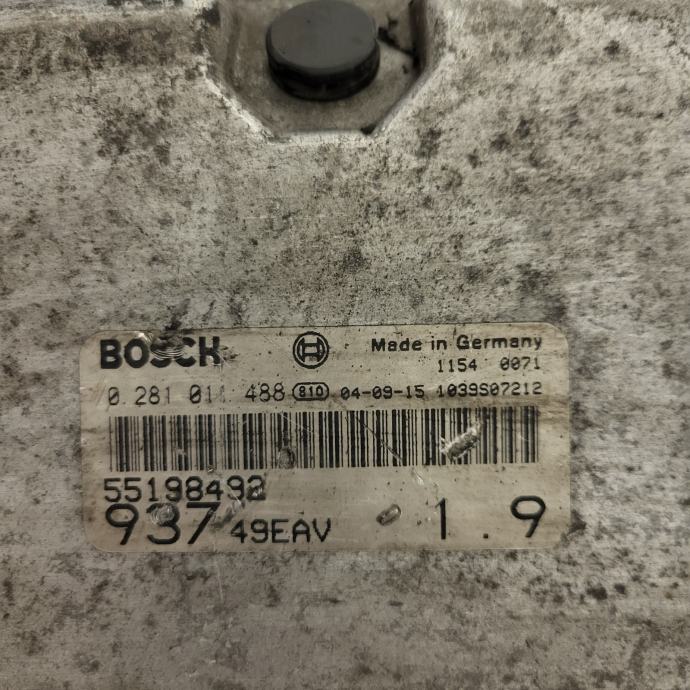 BOSCH
Made in Germany
1154 0071
0 281 011 488 810 04-09-15 1039S07212
55198492
937 49EAV 1.9